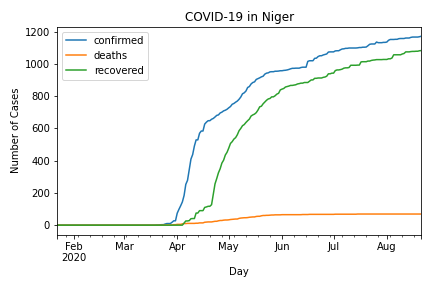 COVID-19 in Niger
confirmed
deaths
recovered
Number of Cases
1200
1000
800
600
400
200
0
Feb
2020
Mar
Apr
May
Jun
Jul
Aug
Day